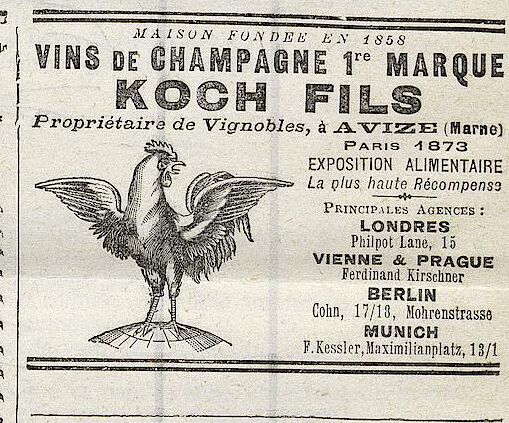 MAISON FONDÉE EN 1858
VINS DE CHAMPAGNE 1re MARQUE
KOCH FILS
Propriétaire de Vignobles, à AVIZE (Marne)
PARIS 1873
EXPOSITION ALIMENTAIRE
La plus haute Récompense
PRINCIPALES AGENCES :
LONDRES
Philpot Lane, 15
VIENNE & PRAGUE
Ferdinand Kirschner
BERLIN
Cohn, 17/18, Mohrenstrasse
MUNICH
F. Kessler, Maximilianplatz, 13/1